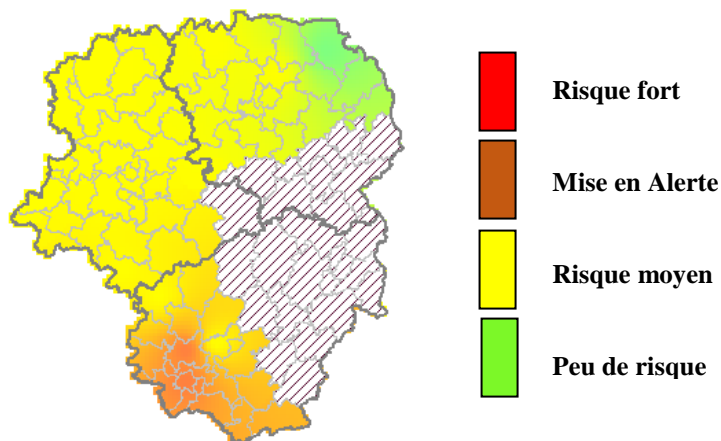 Risque fort
Mise en Alerte
Risque moyen
Peu de risque